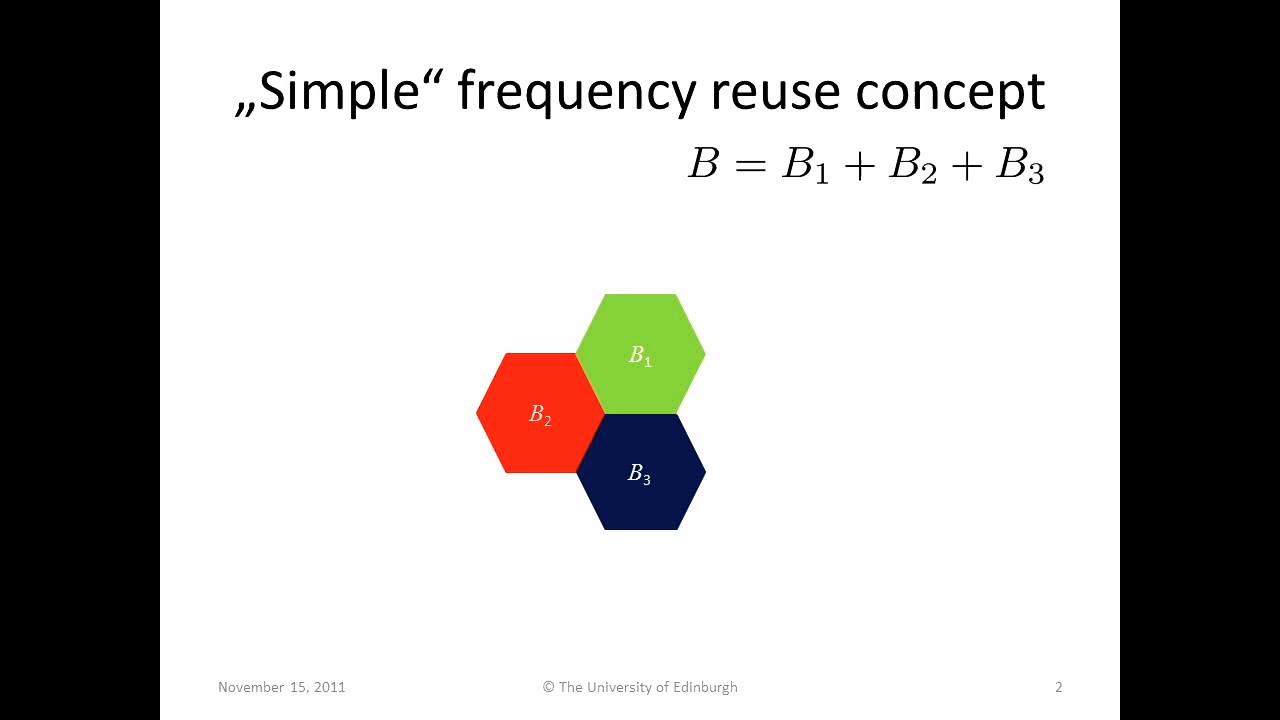 „Simple“ frequency reuse concept
B = B₁ + B₂ + B₃
B₁
B₂
B₃
November 15, 2011
© The University of Edinburgh
2